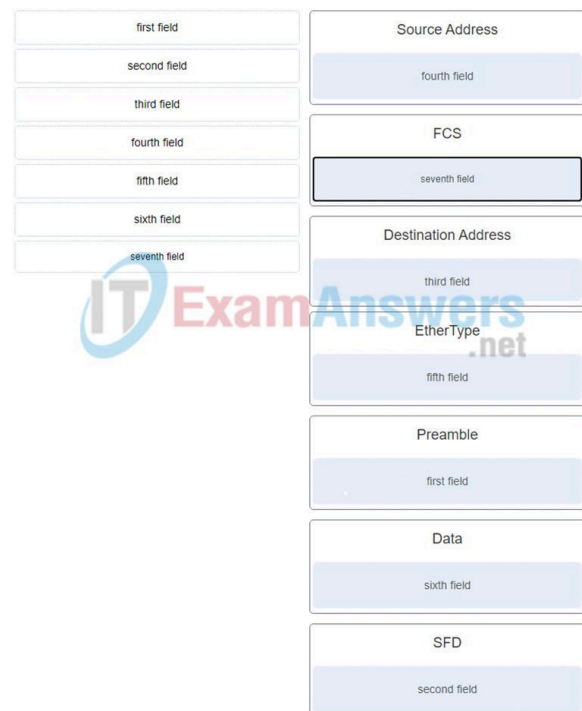 first field
second field
third field
fourth field
fifth field
sixth field
seventh field
Source Address
fourth field
FCS
seventh field
Destination Address
third field
EtherType
fifth field
Preamble
first field
Data
sixth field
SFD
second field
ITExamAnswers
.net